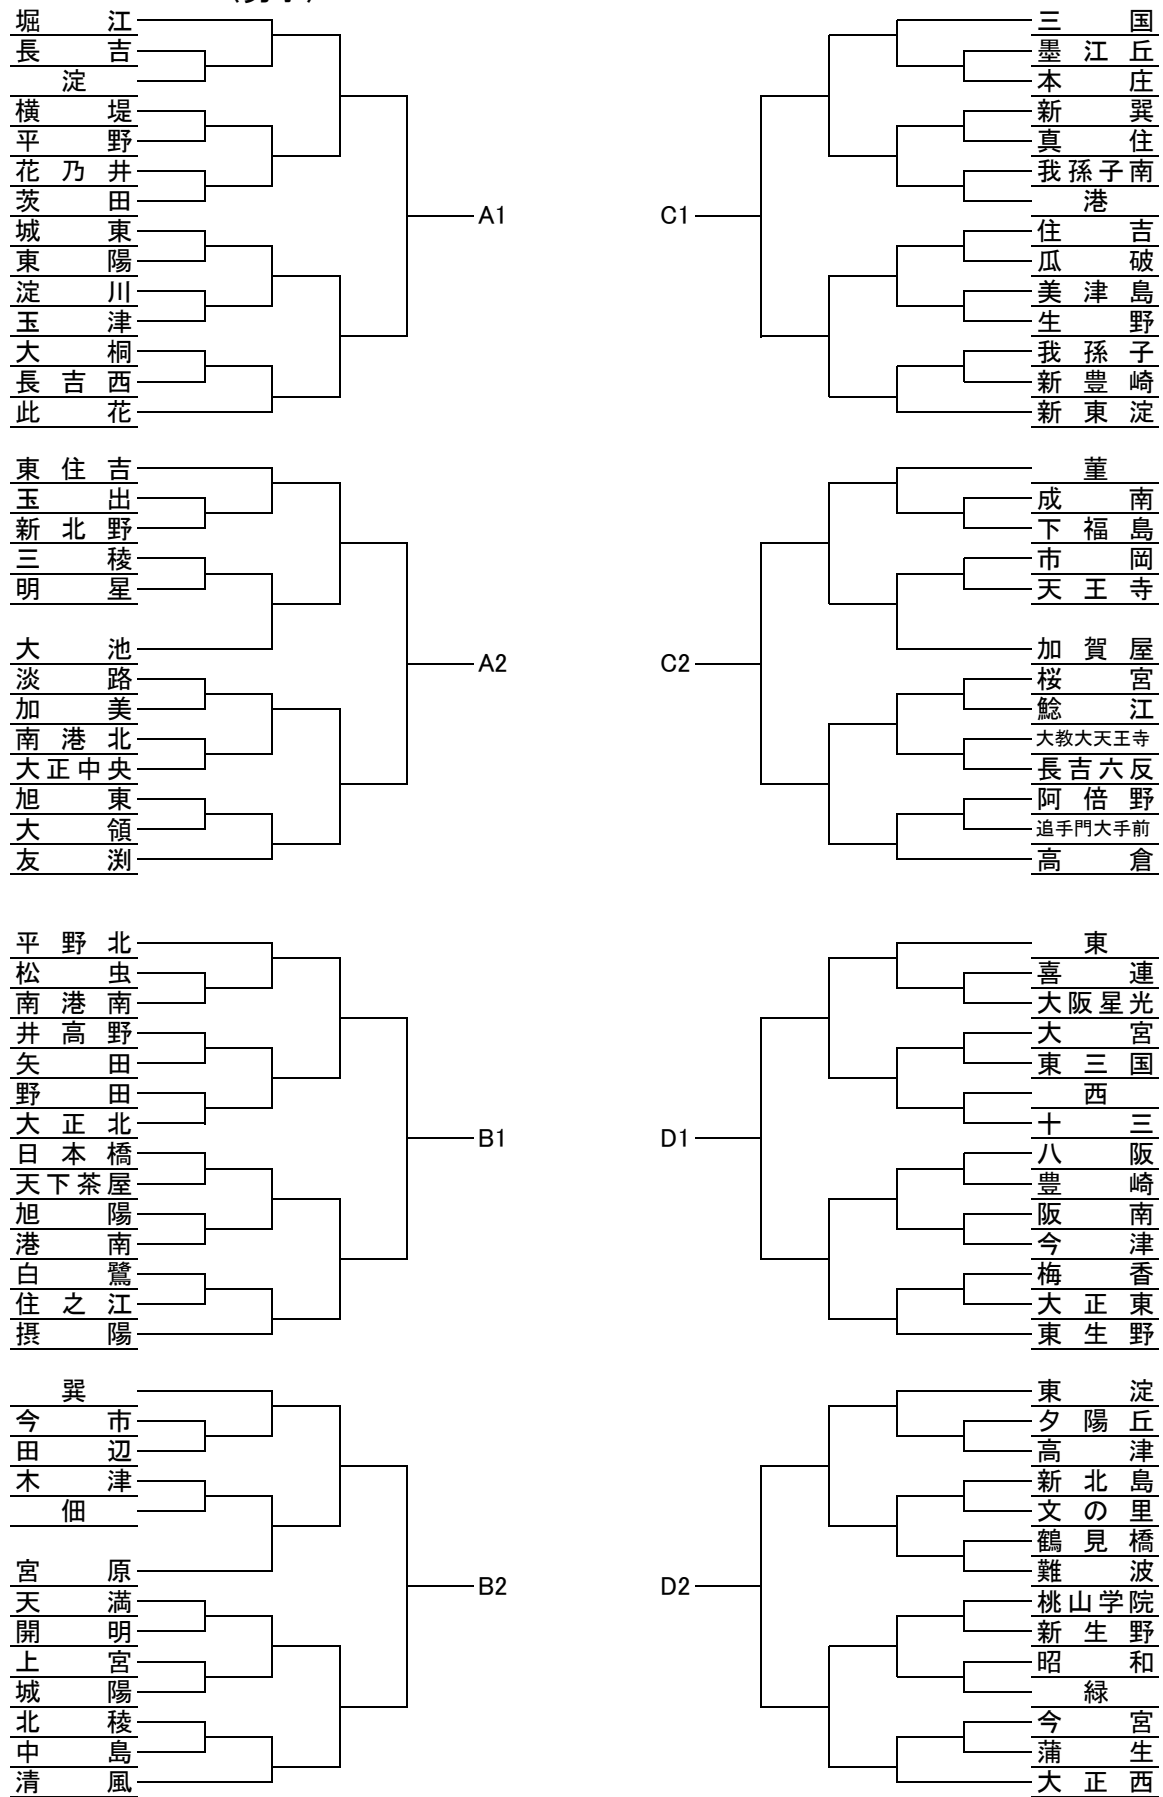 堀江
長吉
淀
横堤
平野
花乃井
茨田
城東
東陽
淀川
玉津
大桐
長吉西
此花
A1
東住吉
玉出
新北野
三稜
明星
大池
淡路
加美
南港北
大正中央
旭東
大領
友渕
A2
平野北
松虫
南港南
井高野
矢田
野田
大正北
日本橋
天下茶屋
旭陽
港南
白鷺
住之江
摂陽
B1
巽
今市
田辺
木津
佃
宮原
天満
開明
上宮
城陽
北稜
中島
清風
B2
三国
墨江丘
本庄
新巽
真住
我孫子南
港
住吉
瓜破
美津島
生野
我孫子
新豊崎
新東淀
C1
菫
成南
下福島
市岡
天王寺
加賀屋
桜宮
鯰江
大教大天王寺
長吉六反
阿倍野
追手門大手前
高倉
C2
東
喜連
大阪星光
大宮
東三国
西
十三
八阪
豊崎
阪南
今津
梅香
大正東
東生野
D1
東淀
夕陽丘
高津
新北島
文の里
鶴見橋
難波
桃山学院
新生野
昭和
緑
今宮
蒲生
大正西
D2